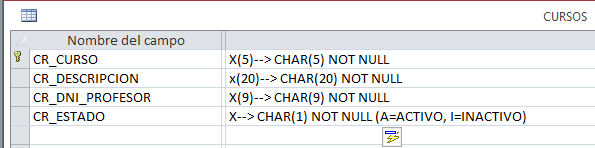 CURSOS
Nombre del campo
CR_CURSO X(5)--> CHAR(5) NOT NULL
CR_DESCRIPCION x(20)--> CHAR(20) NOT NULL
CR_DNI_PROFESOR X(9)--> CHAR(9) NOT NULL
CR_ESTADO X--> CHAR(1) NOT NULL (A=ACTIVO, I=INACTIVO)